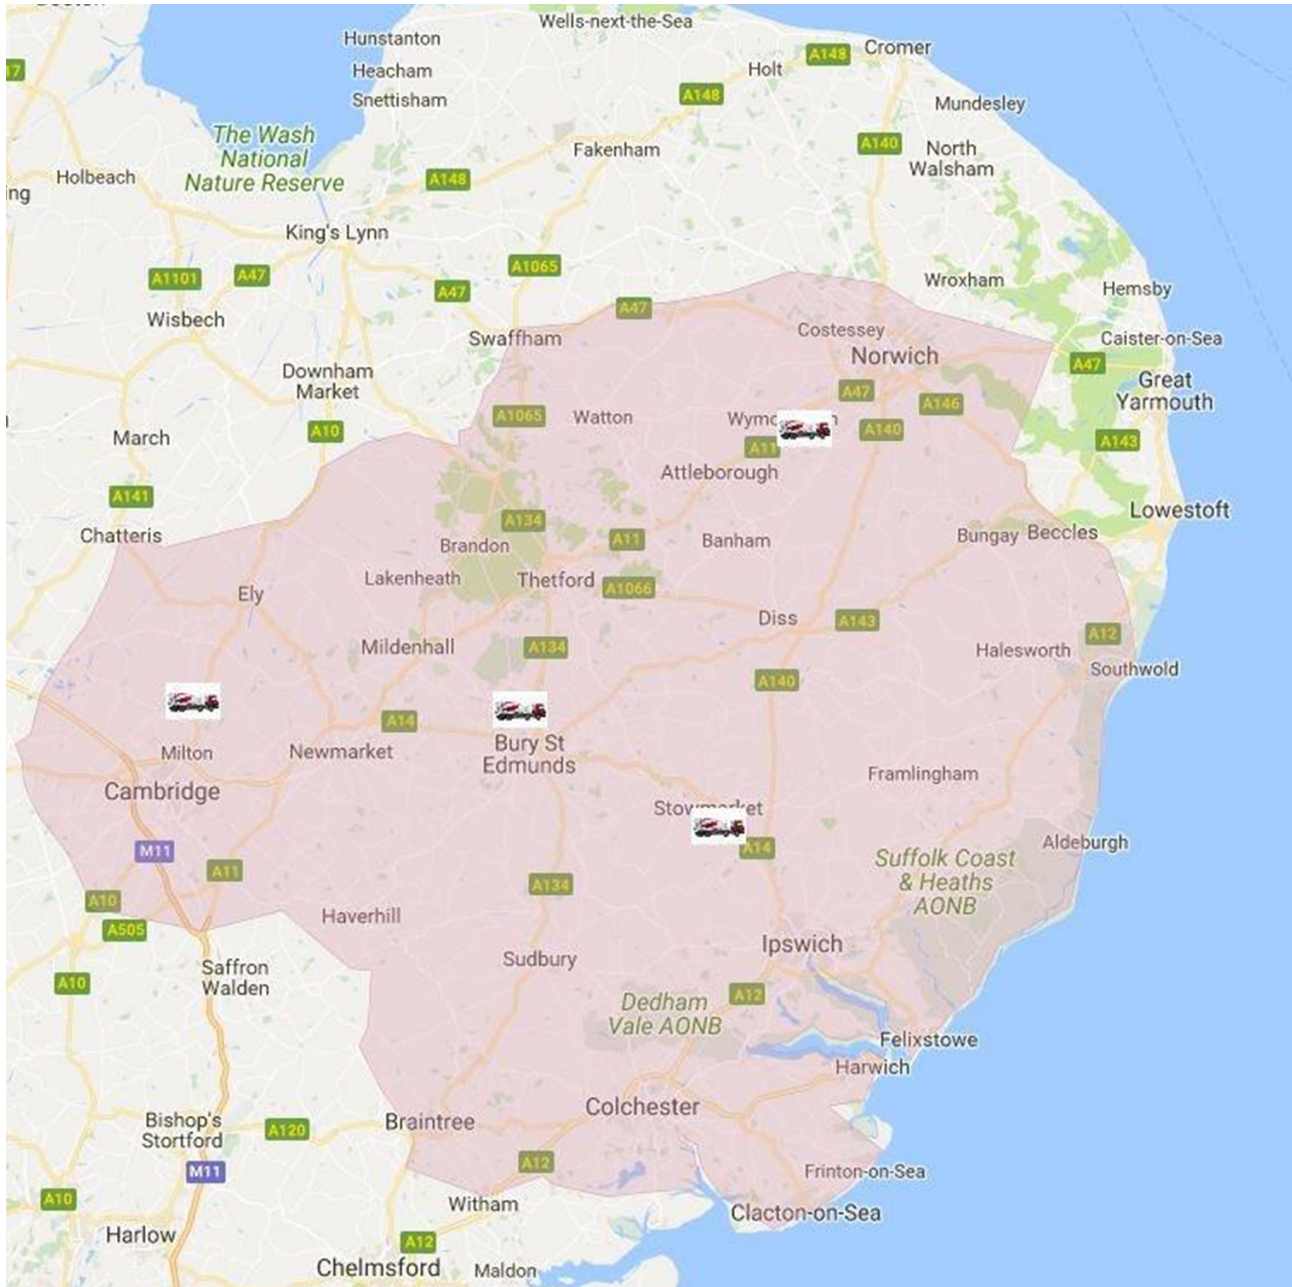 Wells-next-the-Sea
Hunstanton
A148
Cromer
Heacham
Holt
Snettisham
A148
Mundesley
17
The Wash
National
Nature Reserve
A140
North
Walsham
Fakenham
Holbeach
A148
ing
King's Lynn
A1101
A47
A1065
A47
Wroxham
Hemsby
Wisbech
A47
Swaffham
Costessey
Norwich
Caister-on-Sea
A47
Downham
Market
Great
Yarmouth
A47
A146
A1065
Watton
A140
A10
March
A11
A143
Attleborough
A141
Chatteris
A134
Lowestoft
Brandon
A11
Banham
Bungay
Beccles
Lakenheath
Thetford
A1066
Ely
Diss
A143
Mildenhall
A134
A12
Halesworth
Southwold
A140
A14
Milton
Newmarket
Bury St
Edmunds
Cambridge
Framlingham
Stowmarket
M11
A14
Aldeburgh
A11
Suffolk Coast
& Heaths
AONB
A134
A10
A505
Haverhill
Ipswich
Sudbury
Saffron
Walden
A10
A12
Dedham
Vale AONB
Felixstowe
Harwich
Colchester
Braintree
Bishop's
Stortford
A120
A12
M11
Frinton-on-Sea
A10
Witham
Clacton-on-Sea
Harlow
A12
Chelmsford
Maldon